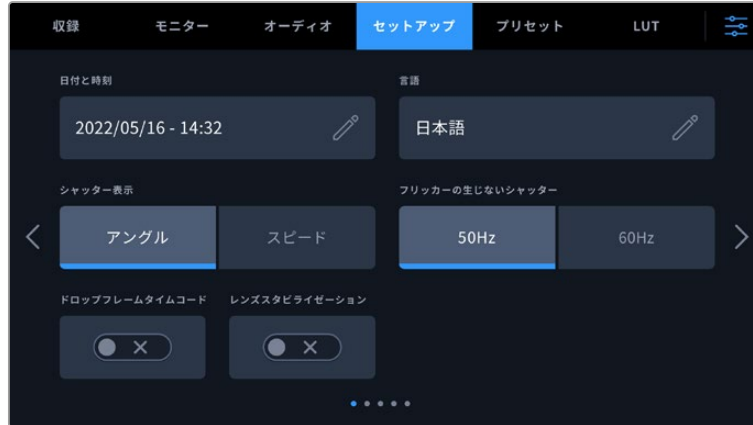 収録 モニター オーディオ セットアップ プリセット LUT
日付と時刻 言語
2022/05/16 - 14:32 日本語
シャッター表示 フリッカーの生じないシャッター
アングル スピード 50Hz 60Hz
ドロップフレームタイムコード レンズスタビライゼーション